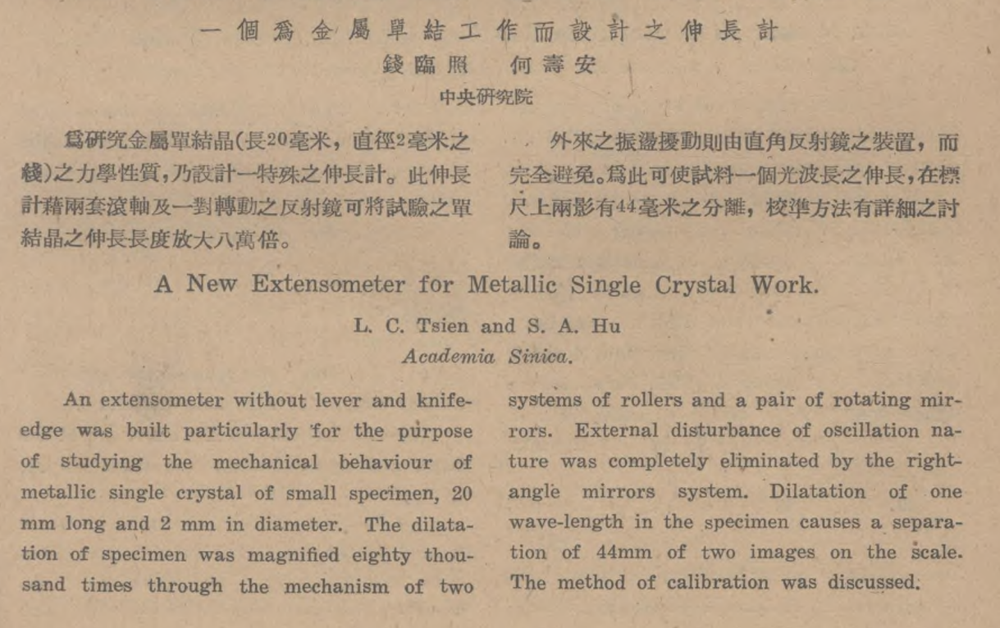 一個爲金屬單結工作而設計之伸長計
錢臨照 何壽安
中央研究院
爲研究金屬單結晶(長20毫米，直徑2毫米之
綫)之力學性質，乃設計一特殊之伸長計。此伸長
計藉兩套滾軸及一對轉動之反射鏡可將試驗之單
結晶之伸長長度放大八萬倍。
外來之振盪擾動則由直角反射鏡之裝置，而
完全避免。爲此可使試料一個光波長之伸長，在標
尺上兩影有44毫米之分離，校準方法有詳細之討
論。
A New Extensometer for Metallic Single Crystal Work.
L. C. Tsien and S. A. Hu
Academia Sinica.
An extensometer without lever and knife-
edge was built particularly for the purpose
of studying the mechanical behaviour of
metallic single crystal of small specimen, 20
mm long and 2 mm in diameter. The dilata-
tion of specimen was magnified eighty thou-
sand times through the mechanism of two
systems of rollers and a pair of rotating mir-
rors. External disturbance of oscillation na-
ture was completely eliminated by the right-
angle mirrors system. Dilatation of one
wave-length in the specimen causes a separa-
tion of 44mm of two images on the scale.
The method of calibration was discussed.